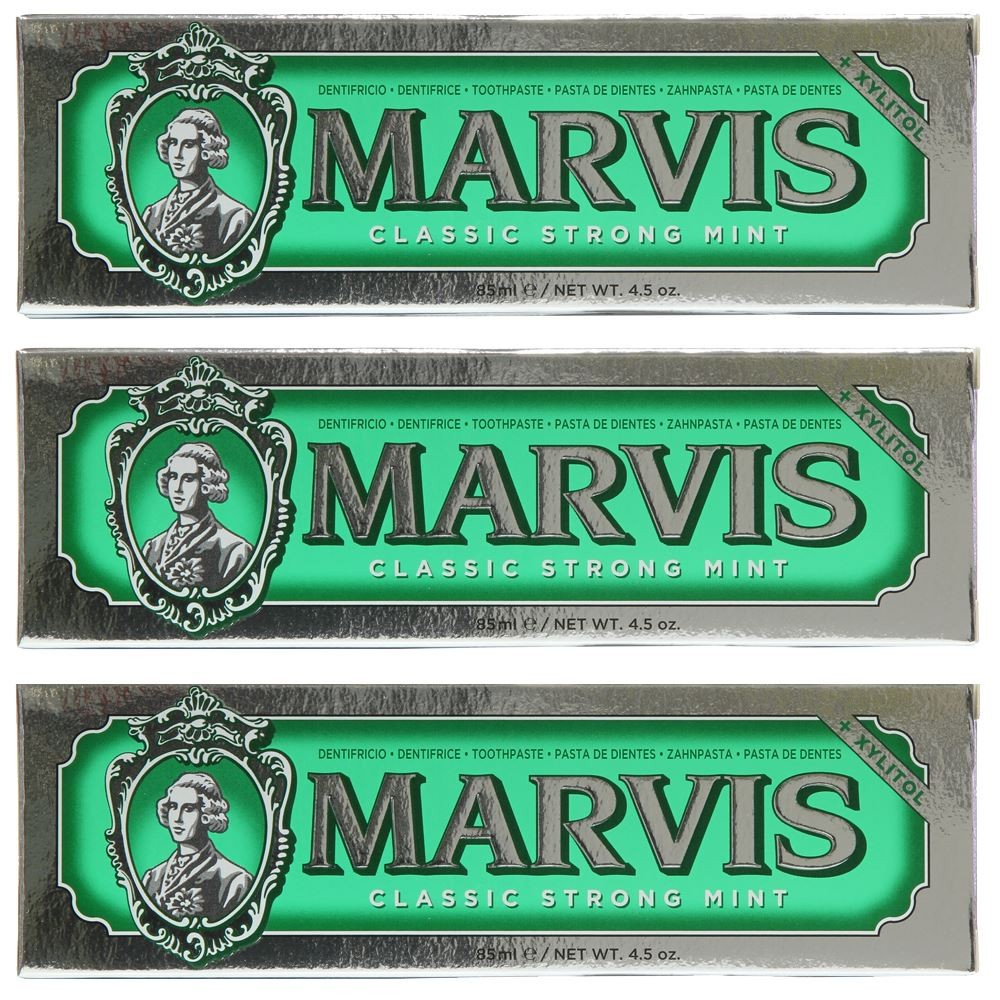 DENTIFRICIO • DENTIFRICE • TOOTHPASTE • PASTA DE DIENTES • ZAHNPASTA • PASTA DE DENTES
+ XYLITOL
MARVIS
CLASSIC STRONG MINT
85ml ℮ / NET WT. 4.5 oz.
DENTIFRICIO • DENTIFRICE • TOOTHPASTE • PASTA DE DIENTES • ZAHNPASTA • PASTA DE DENTES
+ XYLITOL
MARVIS
CLASSIC STRONG MINT
85ml ℮ / NET WT. 4.5 oz.
DENTIFRICIO • DENTIFRICE • TOOTHPASTE • PASTA DE DIENTES • ZAHNPASTA • PASTA DE DENTES
+ XYLITOL
MARVIS
CLASSIC STRONG MINT
85ml ℮ / NET WT. 4.5 oz.